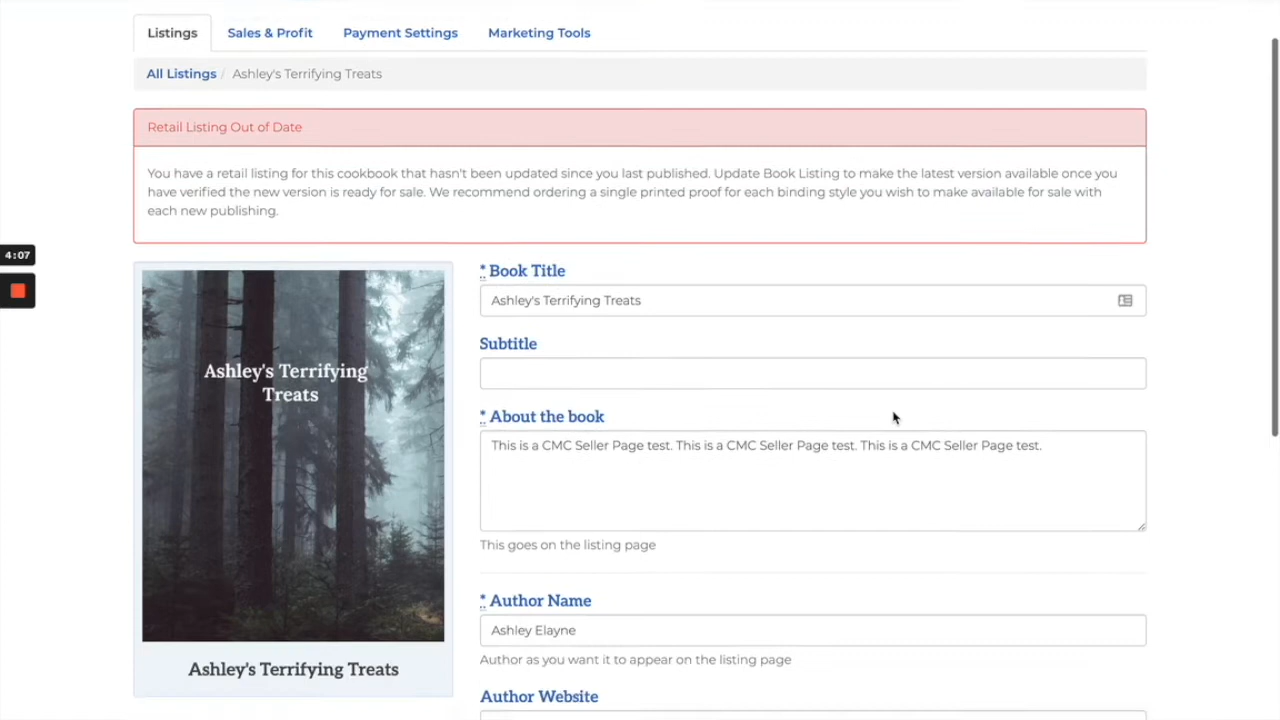 Listings
Sales & Profit
Payment Settings
Marketing Tools
All Listings / Ashley's Terrifying Treats
Retail Listing Out of Date
You have a retail listing for this cookbook that hasn't been updated since you last published. Update Book Listing to make the latest version available once you
have verified the new version is ready for sale. We recommend ordering a single printed proof for each binding style you wish to make available for sale with
each new publishing.
4:07
Ashley's Terrifying
Treats
Ashley's Terrifying Treats
* Book Title
Ashley's Terrifying Treats
Subtitle
* About the book
This is a CMC Seller Page test. This is a CMC Seller Page test. This is a CMC Seller Page test.
This goes on the listing page
* Author Name
Ashley Elayne
Author as you want it to appear on the listing page
Author Website